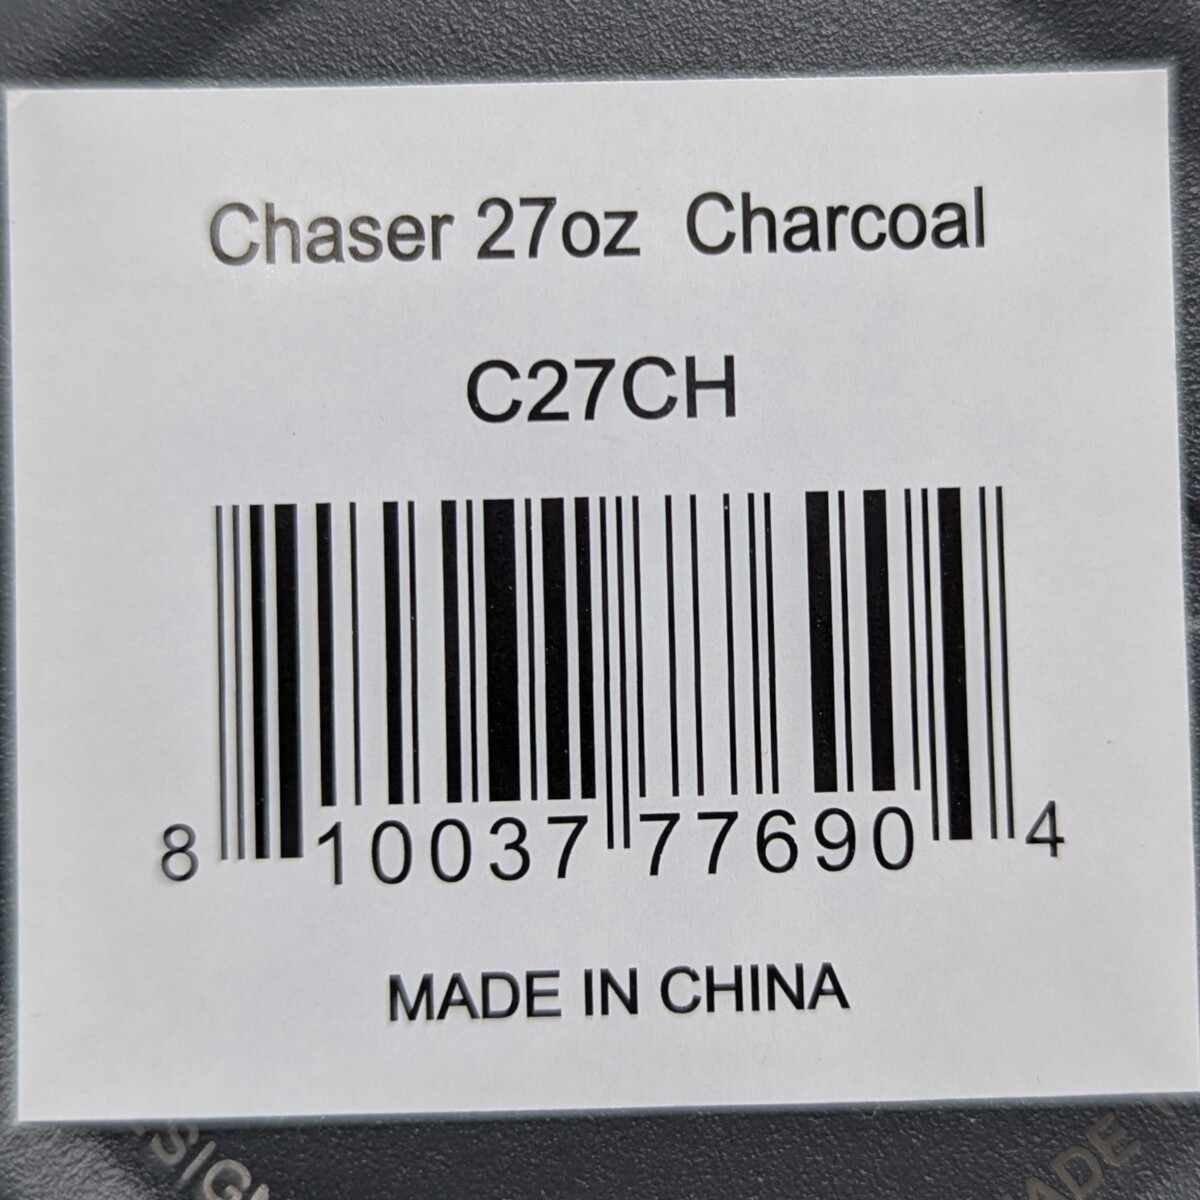 Chaser 27oz Charcoal
C27CH
8 10037 77690 4
MADE IN CHINA